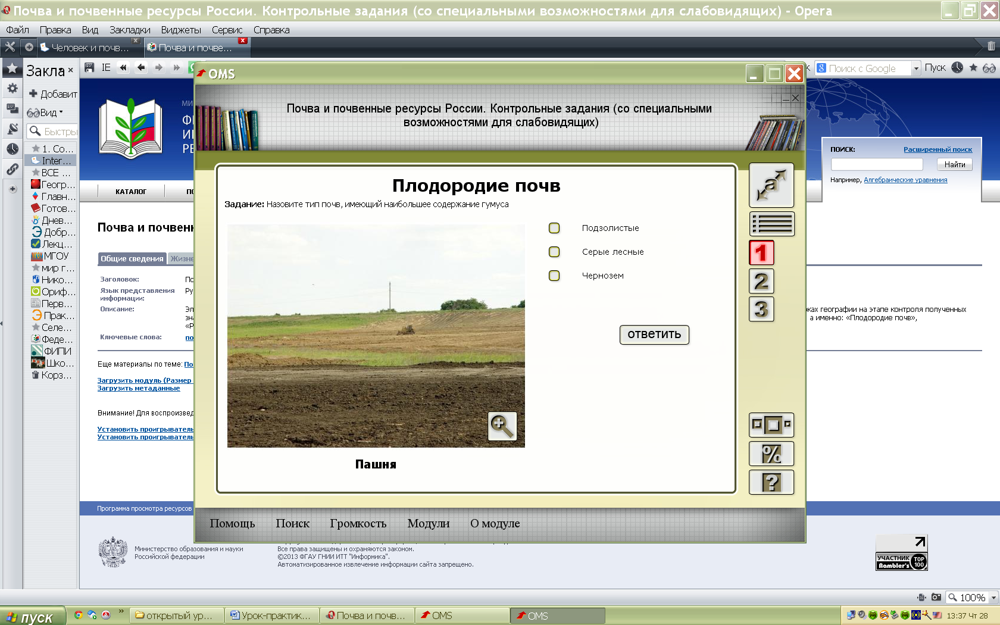 Почва и почвенные ресурсы России. Контрольные задания (со специальными возможностями для слабовидящих) - Opera
Файл Правка Вид Закладки Виджеты Сервис Справка
Человек и почв...
Почва и почве...
Закла
IE
Поиск с Google
Пуск
Добавит
Вид
Быстры
1. Со...
Inter...
ВСЕ ...
Геогр...
Главн...
Готов...
Днев...
Добр...
Лекц...
МГОУ
мир г...
Нико...
Ориф...
Перв...
Прак...
Селе...
Феде...
ФИПИ
Шко...
Корз...
OMS
Почва и почвенные ресурсы России. Контрольные задания (со специальными
возможностями для слабовидящих)
Плодородие почв
Задание: Назовите тип почв, имеющий наибольшее содержание гумуса
Подзолистые
Серые лесные
Чернозем
ответить
Пашня
a
1
2
3
%
?
Помощь Поиск Громкость Модули О модуле
МИ
ФЕ
ИН
РЕ
ПОИСК: Расширенный поиск
Найти
Например, Алгебраические уравнения
КАТАЛОГ
Почва и почвен
Общие сведения
Жизне
Заголовок:
Язык представления
информации:
Ру
Описание:
Эл
зна
«Р
Ключевые слова:
по
ках географии на этапе контроля полученных
а именно: «Плодородие почв»,
Еще материалы по теме: По
Загрузить модуль (Размер
Загрузить метаданные
Внимание! Для воспроизвед
Установить проигрыватель
Установить проигрыватель
Программа просмотра ресурсов
Министерство образования и науки
Российской федерации
Все права защищены и охраняются законом.
©2013 ФГАУ ГНИИ ИТТ "Информика".
Автоматизированное извлечение информации сайта запрещено.
УЧАСТНИК
Rambler's
TOP
100
100%
пуск
открытый ур...
Урок-практик...
Почва и почв...
OMS
OMS
13:37 Чт 28